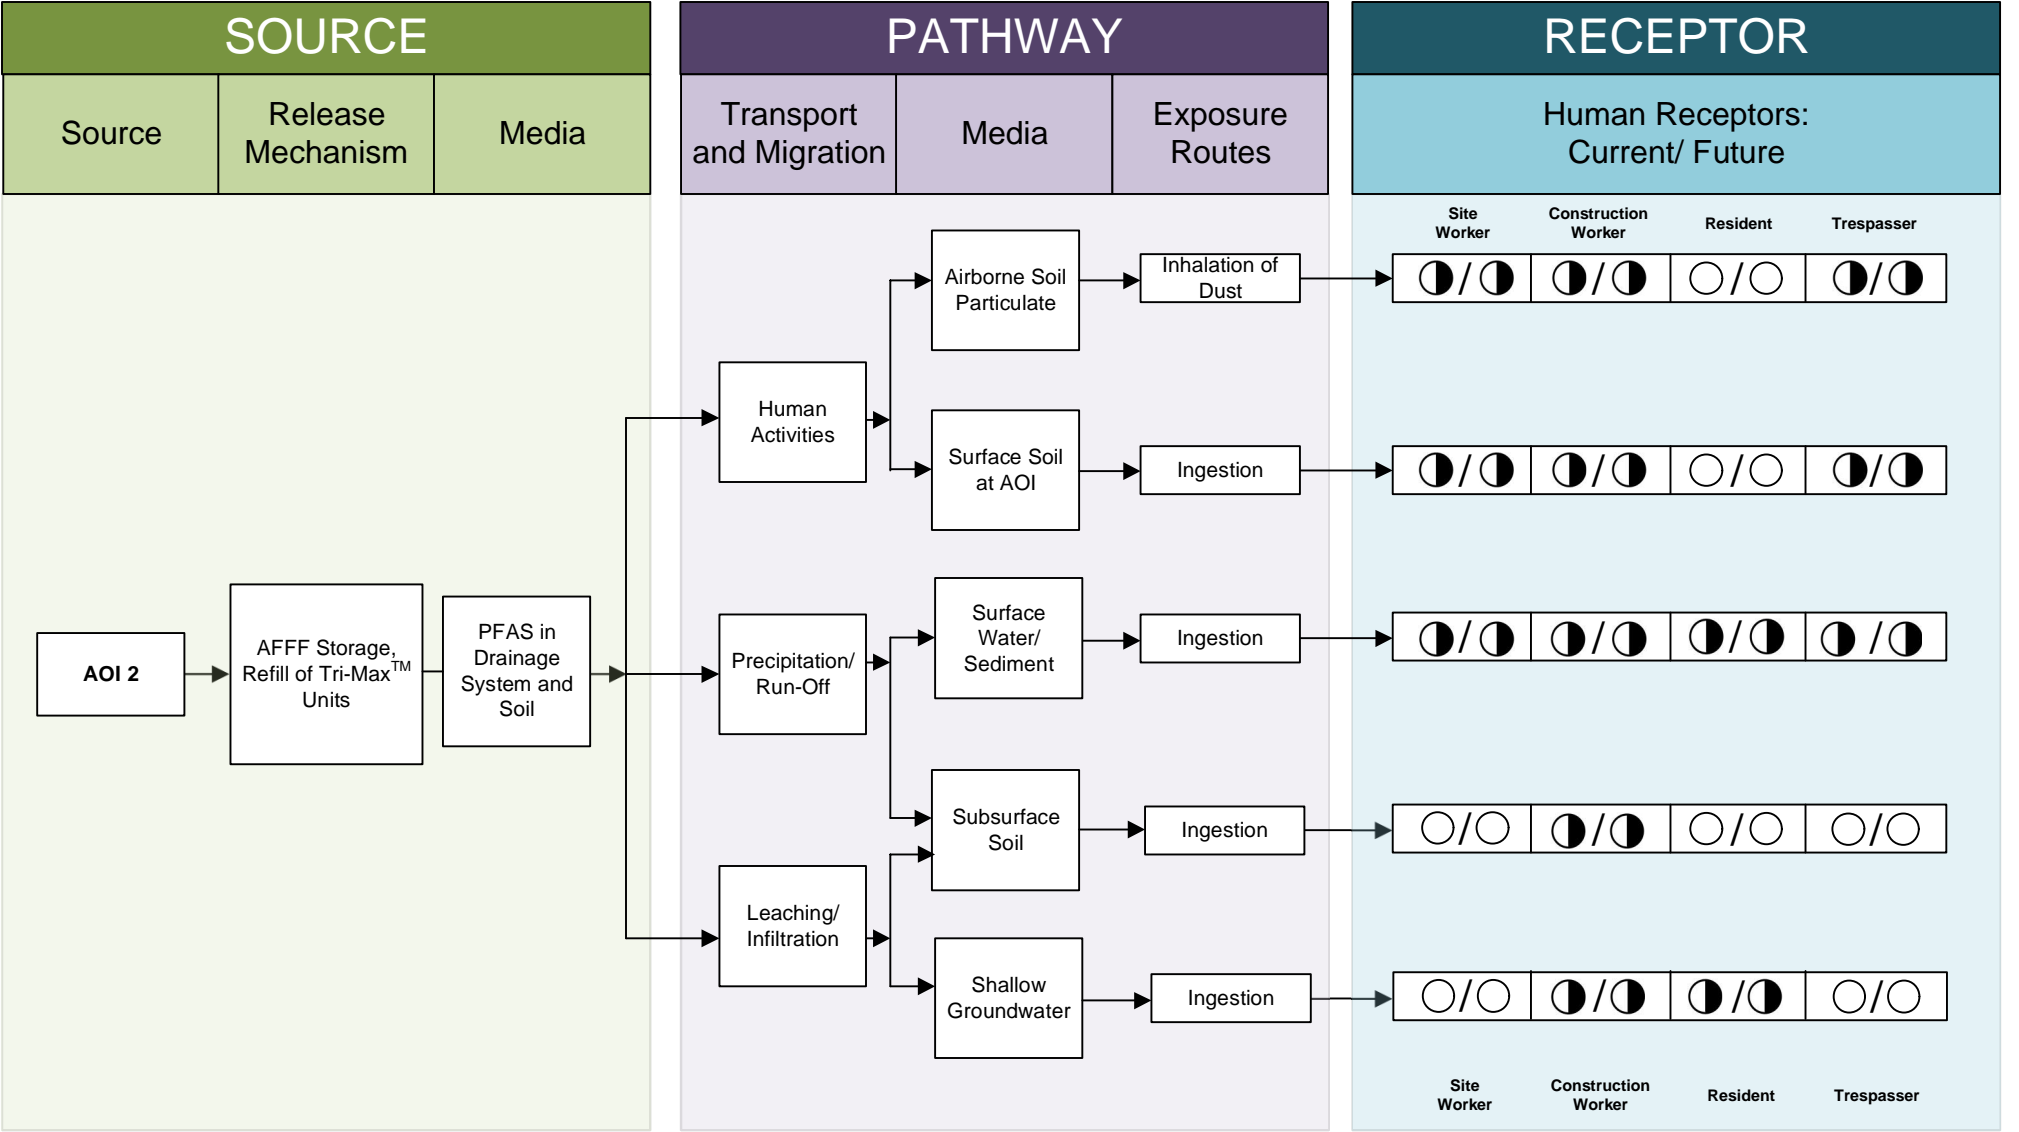 SOURCE
PATHWAY
RECEPTOR
Source
Release
Mechanism
Media
Transport
and Migration
Media
Exposure
Routes
Human Receptors:
Current/ Future
Site
Worker
Construction
Worker
Resident
Trespasser
Airborne Soil
Particulate
Inhalation of
Dust
/
/
/
/
Human
Activities
Surface Soil
at AOI
Ingestion
/
/
/
/
AOI 2
AFFF Storage,
Refill of Tri-Max™
Units
PFAS in
Drainage
System and
Soil
Precipitation/
Run-Off
Surface
Water/
Sediment
Ingestion
/
/
/
/
Subsurface
Soil
Ingestion
/
/
/
/
Leaching/
Infiltration
Shallow
Groundwater
Ingestion
/
/
/
/
Site
Worker
Construction
Worker
Resident
Trespasser